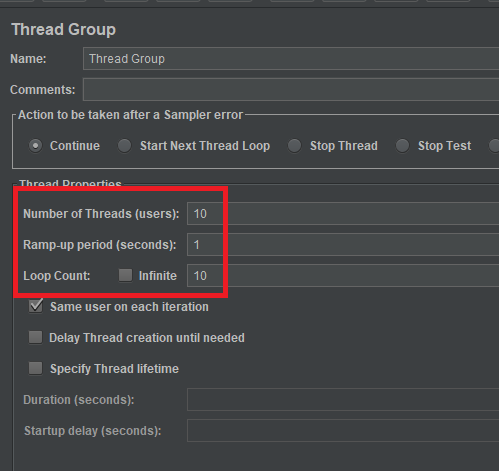 Thread Group
Name: Thread Group
Comments:
Action to be taken after a Sampler error
Continue Start Next Thread Loop Stop Thread Stop Test
Thread Properties
Number of Threads (users): 10
Ramp-up period (seconds): 1
Loop Count: Infinite 10
Same user on each iteration
Delay Thread creation until needed
Specify Thread lifetime
Duration (seconds):
Startup delay (seconds):